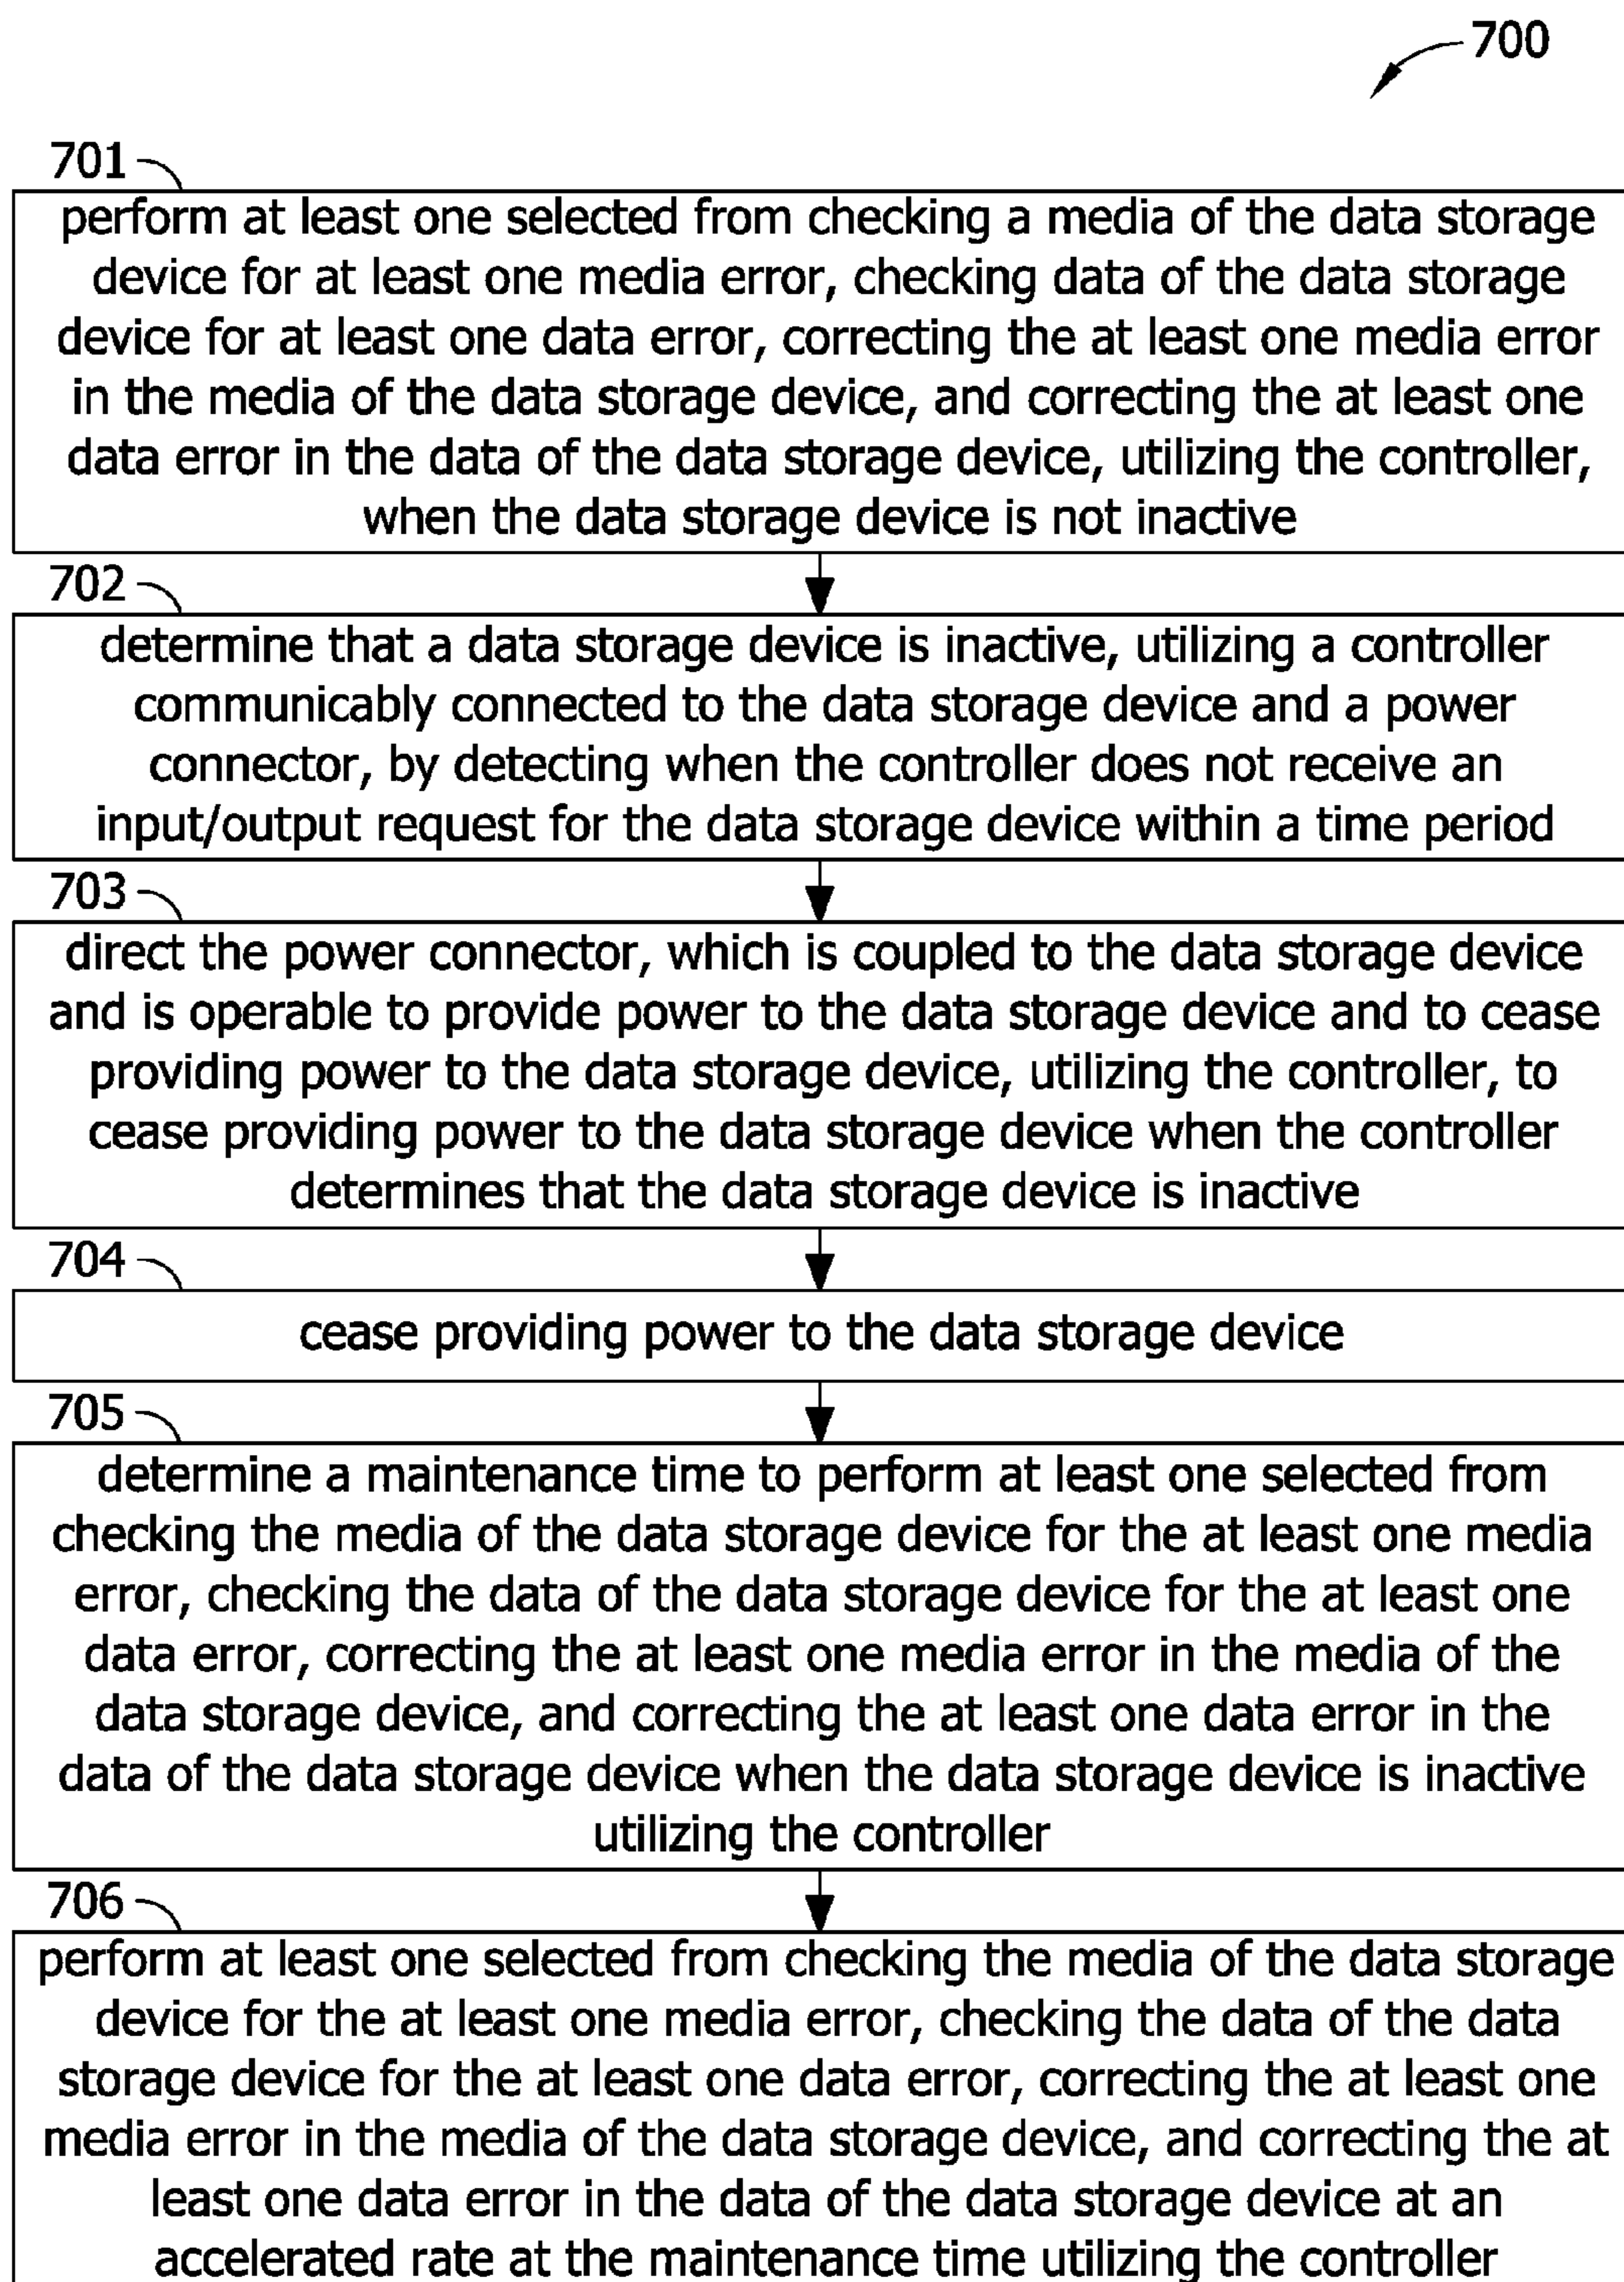 700
701
perform at least one selected from checking a media of the data storage
device for at least one media error, checking data of the data storage
device for at least one data error, correcting the at least one media error
in the media of the data storage device, and correcting the at least one
data error in the data of the data storage device, utilizing the controller,
when the data storage device is not inactive
702
determine that a data storage device is inactive, utilizing a controller
communicably connected to the data storage device and a power
connector, by detecting when the controller does not receive an
input/output request for the data storage device within a time period
703
direct the power connector, which is coupled to the data storage device
and is operable to provide power to the data storage device and to cease
providing power to the data storage device, utilizing the controller, to
cease providing power to the data storage device when the controller
determines that the data storage device is inactive
704
cease providing power to the data storage device
705
determine a maintenance time to perform at least one selected from
checking the media of the data storage device for the at least one media
error, checking the data of the data storage device for the at least one
data error, correcting the at least one media error in the media of the
data storage device, and correcting the at least one data error in the
data of the data storage device when the data storage device is inactive
utilizing the controller
706
perform at least one selected from checking the media of the data storage
device for the at least one media error, checking the data of the data
storage device for the at least one data error, correcting the at least one
media error in the media of the data storage device, and correcting the at
least one data error in the data of the data storage device at an
accelerated rate at the maintenance time utilizing the controller